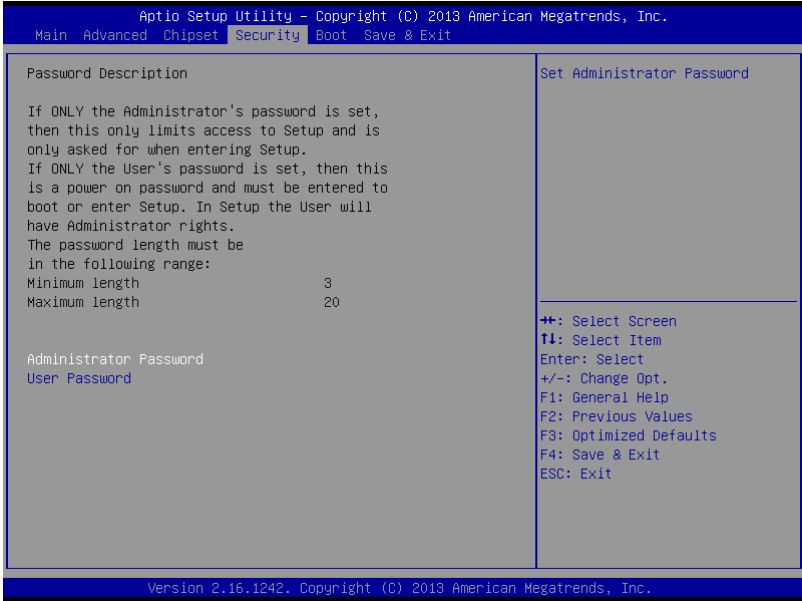 Aptio Setup Utility – Copyright (C) 2013 American Megatrends, Inc.
Main Advanced Chipset Security Boot Save & Exit
Password Description
If ONLY the Administrator's password is set,
then this only limits access to Setup and is
only asked for when entering Setup.
If ONLY the User's password is set, then this
is a power on password and must be entered to
boot or enter Setup. In Setup the User will
have Administrator rights.
The password length must be
in the following range:
Minimum length 3
Maximum length 20
Administrator Password
User Password
Set Administrator Password
→←: Select Screen
↑↓: Select Item
Enter: Select
+/-: Change Opt.
F1: General Help
F2: Previous Values
F3: Optimized Defaults
F4: Save & Exit
ESC: Exit
Version 2.16.1242. Copyright (C) 2013 American Megatrends, Inc.